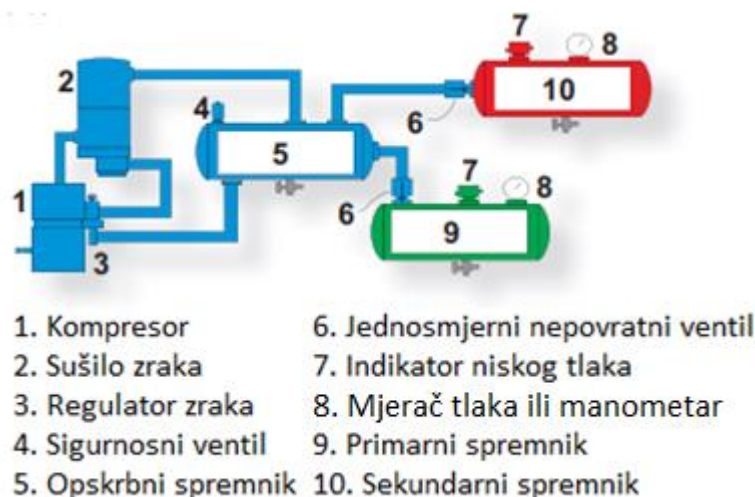 7
8
2
10
4
6
5
7
8
1
6
9
3
1. Kompresor
2. Sušilo zraka
3. Regulator zraka
4. Sigurnosni ventil
5. Opskrbni spremnik
6. Jednosmjerni nepovratni ventil
7. Indikator niskog tlaka
8. Mjerač tlaka ili manometar
9. Primarni spremnik
10. Sekundarni spremnik